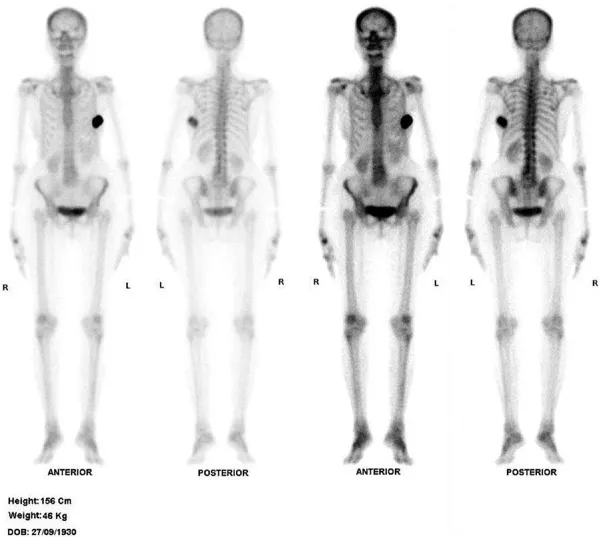 R L L R R L L R
ANTERIOR POSTERIOR ANTERIOR POSTERIOR
Height:156 Cm
Weight:46 Kg
DOB: 27/09/1930